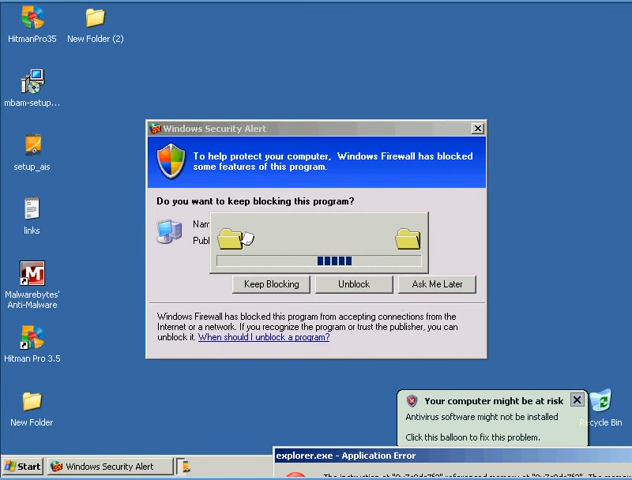 HitmanPro35
New Folder (2)
mbam-setup...
setup_ais
links
Malwarebytes'
Anti-Malware
Hitman Pro 3.5
New Folder
Windows Security Alert
To help protect your computer, Windows Firewall has blocked
some features of this program.
Do you want to keep blocking this program?
Nam
Publ
Keep Blocking
Unblock
Ask Me Later
Windows Firewall has blocked this program from accepting connections from the
Internet or a network. If you recognize the program or trust the publisher, you can
unblock it. When should I unblock a program?
Your computer might be at risk
Antivirus software might not be installed
Click this balloon to fix this problem.
Recycle Bin
explorer.exe - Application Error
Start
Windows Security Alert